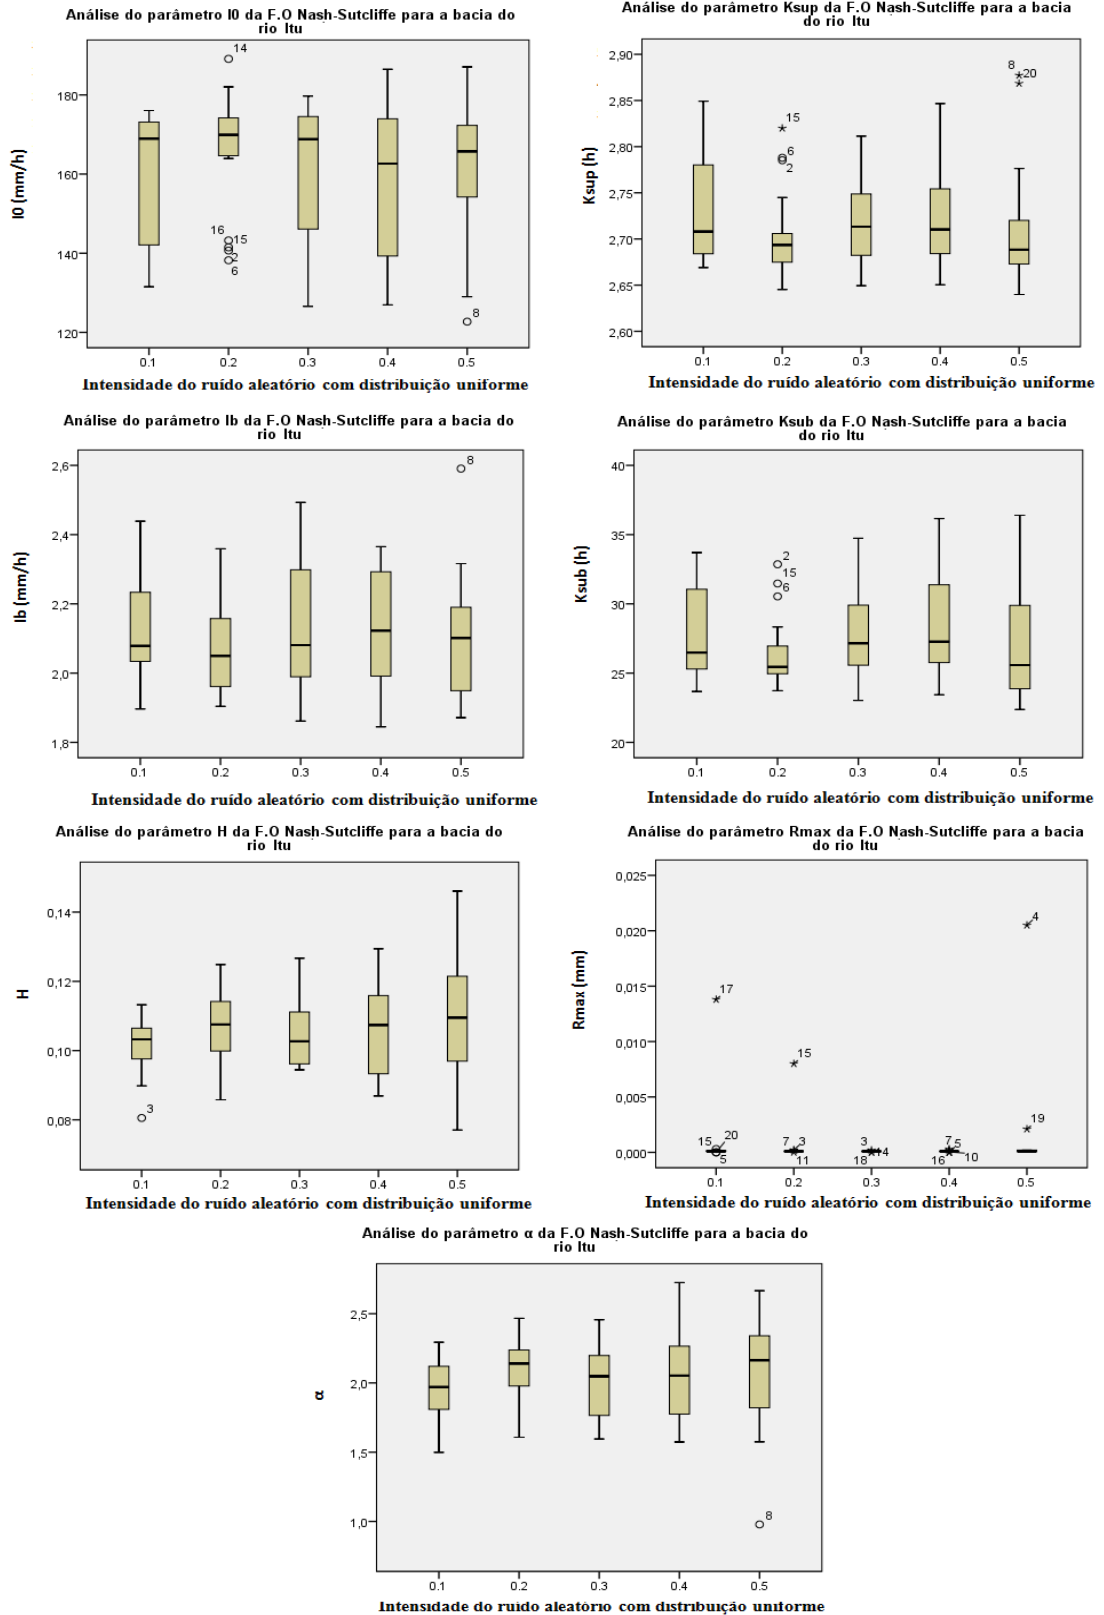 Análise do parâmetro I0 da F.O Nash-Sutcliffe para a bacia do
rio Itu
I0 (mm/h)
180
160
140
120
14
16
15
2
6
8
0.1 0.2 0.3 0.4 0.5
Intensidade do ruído aleatório com distribuição uniforme
Análise do parâmetro Ksup da F.O Nash-Sutcliffe para a bacia
do rio Itu
Ksup (h)
2,90
2,85
2,80
2,75
2,70
2,65
2,60
15
6
2
8
20
0.1 0.2 0.3 0.4 0.5
Intensidade do ruído aleatório com distribuição uniforme
Análise do parâmetro Ib da F.O Nash-Sutcliffe para a bacia do
rio Itu
Ib (mm/h)
2,6
2,4
2,2
2,0
1,8
8
0.1 0.2 0.3 0.4 0.5
Intensidade do ruído aleatório com distribuição uniforme
Análise do parâmetro Ksub da F.O Nash-Sutcliffe para a bacia
do rio Itu
Ksub (h)
40
35
30
25
20
2
15
6
0.1 0.2 0.3 0.4 0.5
Intensidade do ruído aleatório com distribuição uniforme
Análise do parâmetro H da F.O Nash-Sutcliffe para a bacia do
rio Itu
H
0,14
0,12
0,10
0,08
3
0.1 0.2 0.3 0.4 0.5
Intensidade do ruído aleatório com distribuição uniforme
Análise do parâmetro Rmax da F.O Nash-Sutcliffe para a bacia
do rio Itu
Rmax (mm)
0,025
0,020
0,015
0,010
0,005
0,000
17
15 20
5
15
7 3
11
3
18 14
7 5
16 10
4
19
0.1 0.2 0.3 0.4 0.5
Intensidade do ruído aleatório com distribuição uniforme
Análise do parâmetro α da F.O Nash-Sutcliffe para a bacia do
rio Itu
α
2,5
2,0
1,5
1,0
8
0.1 0.2 0.3 0.4 0.5
Intensidade do ruído aleatório com distribuição uniforme